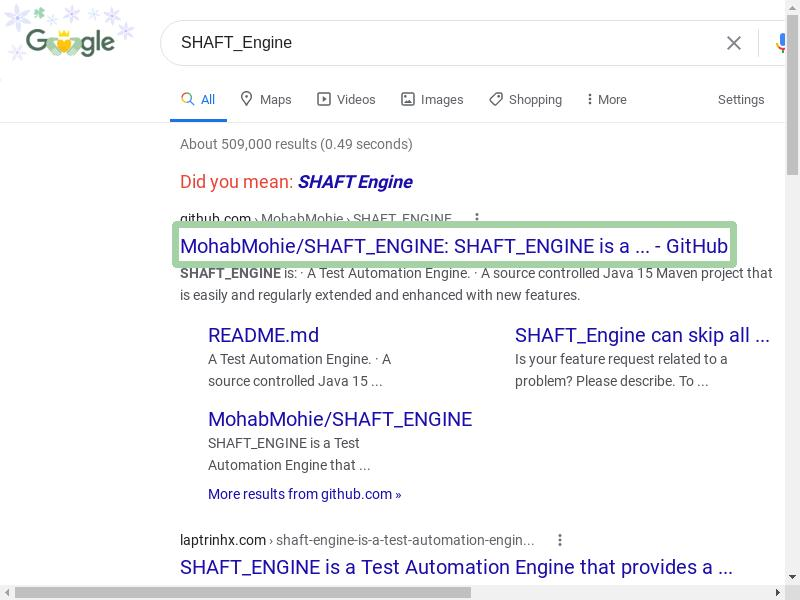 Google
SHAFT_Engine
All Maps Videos Images Shopping More Settings
About 509,000 results (0.49 seconds)
Did you mean: SHAFT Engine
github.com › MohabMohie › SHAFT_ENGINE
MohabMohie/SHAFT_ENGINE: SHAFT_ENGINE is a ... - GitHub
SHAFT_ENGINE is: · A Test Automation Engine. · A source controlled Java 15 Maven project that
is easily and regularly extended and enhanced with new features.
README.md
A Test Automation Engine. · A
source controlled Java 15 ...
SHAFT_Engine can skip all ...
Is your feature request related to a
problem? Please describe. To ...
MohabMohie/SHAFT_ENGINE
SHAFT_ENGINE is a Test
Automation Engine that ...
More results from github.com »
laptrinhx.com › shaft-engine-is-a-test-automation-engin...
SHAFT_ENGINE is a Test Automation Engine that provides a ...